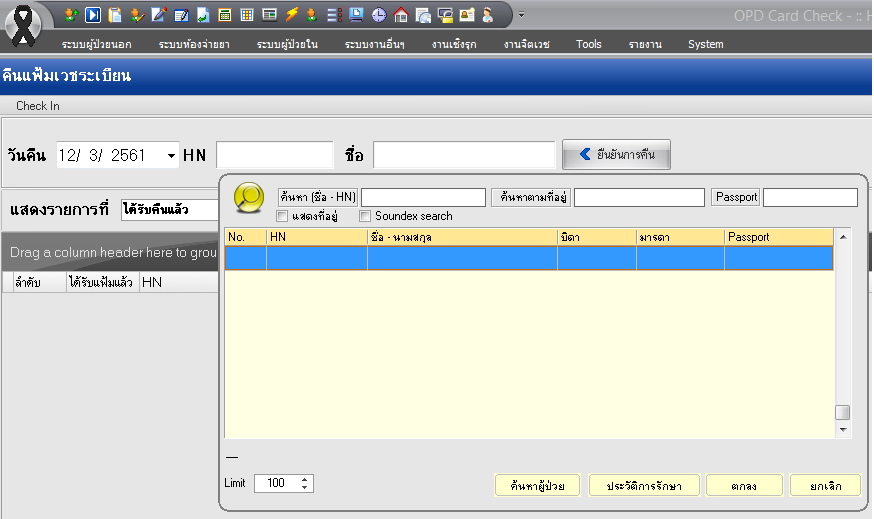 OPD Card Check - :: H
ระบบผู้ป่วยนอก ระบบห้องจ่ายยา ระบบผู้ป่วยใน ระบบงานอื่นๆ งานเชิงรุก งานจิตเวช Tools รายงาน System
คืนแฟ้มเวชระเบียน
Check In
วันคืน 12/ 3/ 2561 HN ชื่อ ยืนยันการคืน
แสดงรายการที่ ได้รับคืนแล้ว
Drag a column header here to grou
ลำดับ ได้รับแฟ้มแล้ว HN
ค้นหา (ชื่อ - HN) ค้นหาตามที่อยู่ Passport
แสดงที่อยู่ Soundex search
No. HN ชื่อ - นามสกุล บิดา มารดา Passport
Limit 100 ค้นหาผู้ป่วย ประวัติการรักษา ตกลง ยกเลิก